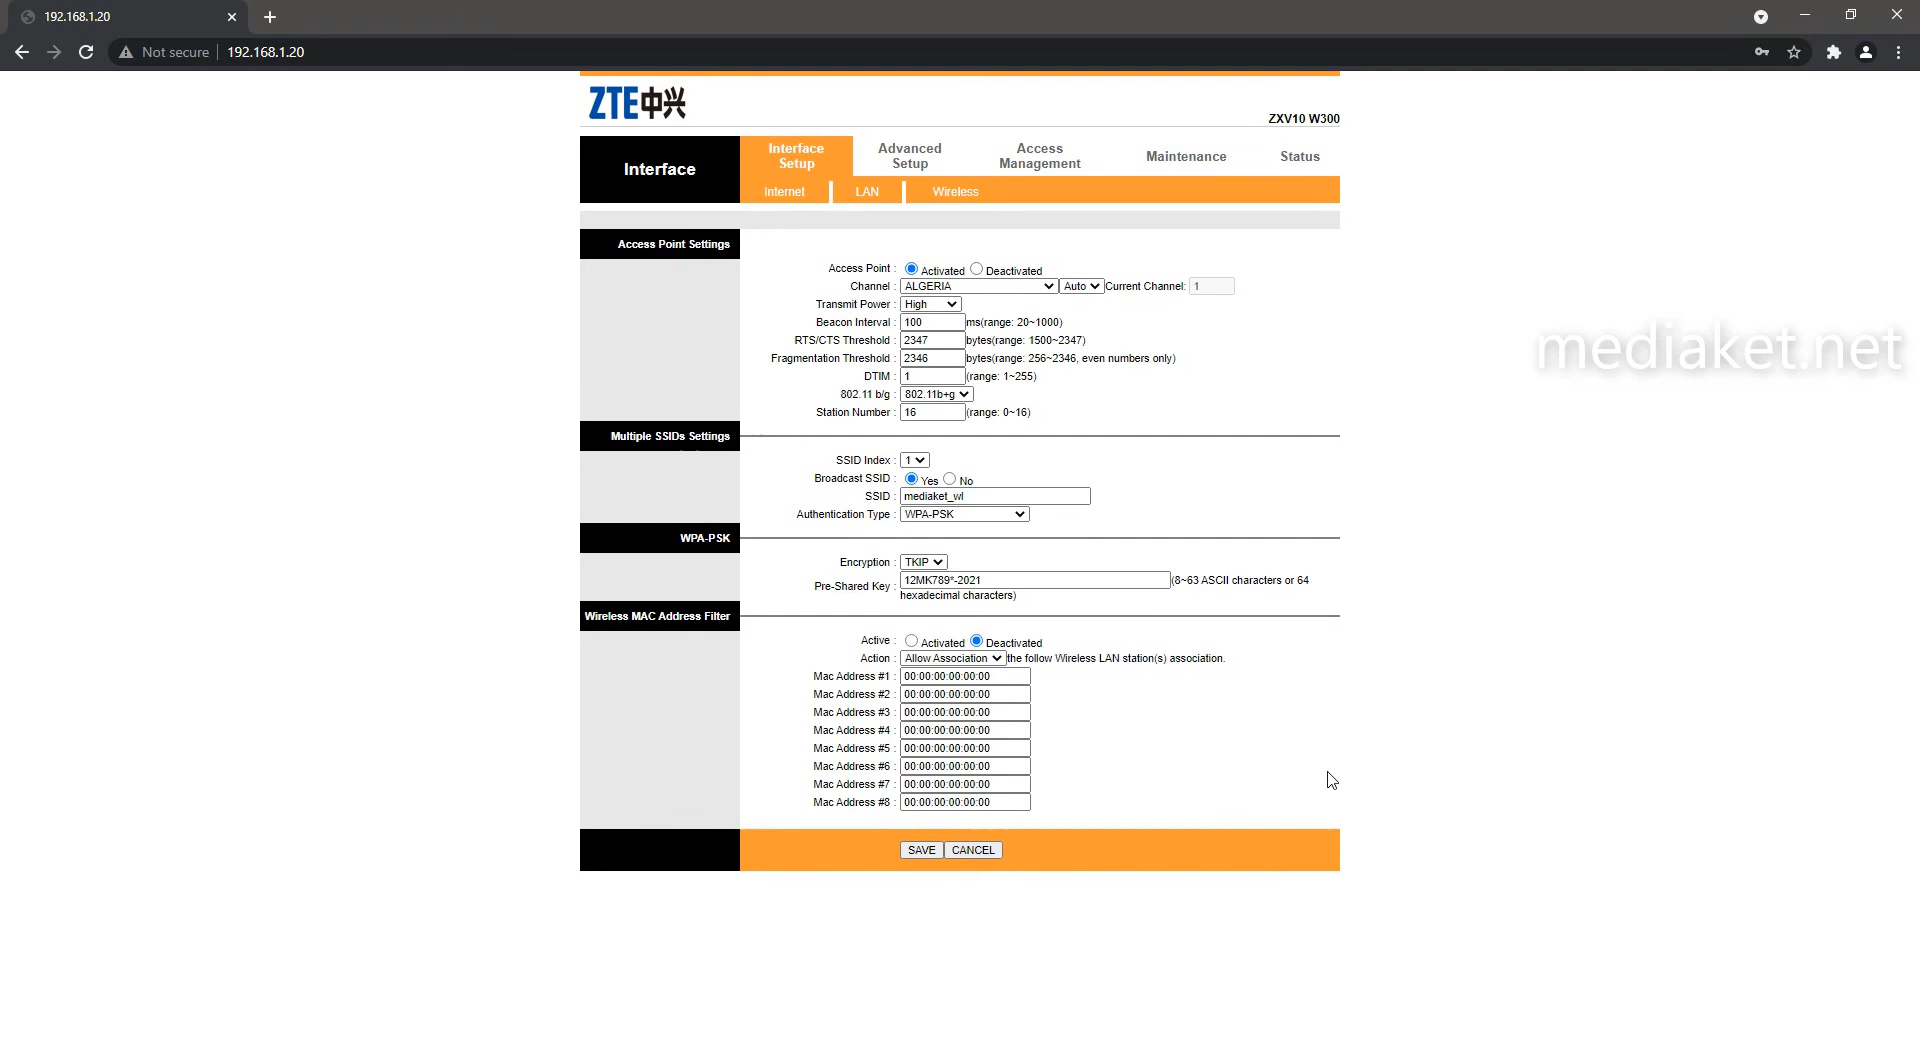 192.168.1.20
Not secure 192.168.1.20
ZTE中兴
ZXV10 W300
Interface
Interface Setup
Advanced Setup
Access Management
Maintenance
Status
Internet LAN Wireless
Access Point Settings
Access Point : Activated Deactivated
Channel : ALGERIA Auto Current Channel: 1
Transmit Power : High
Beacon Interval : 100 ms(range: 20~1000)
RTS/CTS Threshold : 2347 bytes(range: 1500~2347)
Fragmentation Threshold : 2346 bytes(range: 256~2346, even numbers only)
DTIM : 1 (range: 1~255)
802.11 b/g : 802.11b+g
Station Number : 16 (range: 0~16)
mediaket.net
Multiple SSIDs Settings
SSID Index : 1
Broadcast SSID : Yes No
SSID : mediaket_wl
Authentication Type : WPA-PSK
WPA-PSK
Encryption : TKIP
Pre-Shared Key : 12MK789*-2021 (8~63 ASCII characters or 64
hexadecimal characters)
Wireless MAC Address Filter
Active : Activated Deactivated
Action : Allow Association the follow Wireless LAN station(s) association.
Mac Address #1 : 00:00:00:00:00:00
Mac Address #2 : 00:00:00:00:00:00
Mac Address #3 : 00:00:00:00:00:00
Mac Address #4 : 00:00:00:00:00:00
Mac Address #5 : 00:00:00:00:00:00
Mac Address #6 : 00:00:00:00:00:00
Mac Address #7 : 00:00:00:00:00:00
Mac Address #8 : 00:00:00:00:00:00
SAVE CANCEL